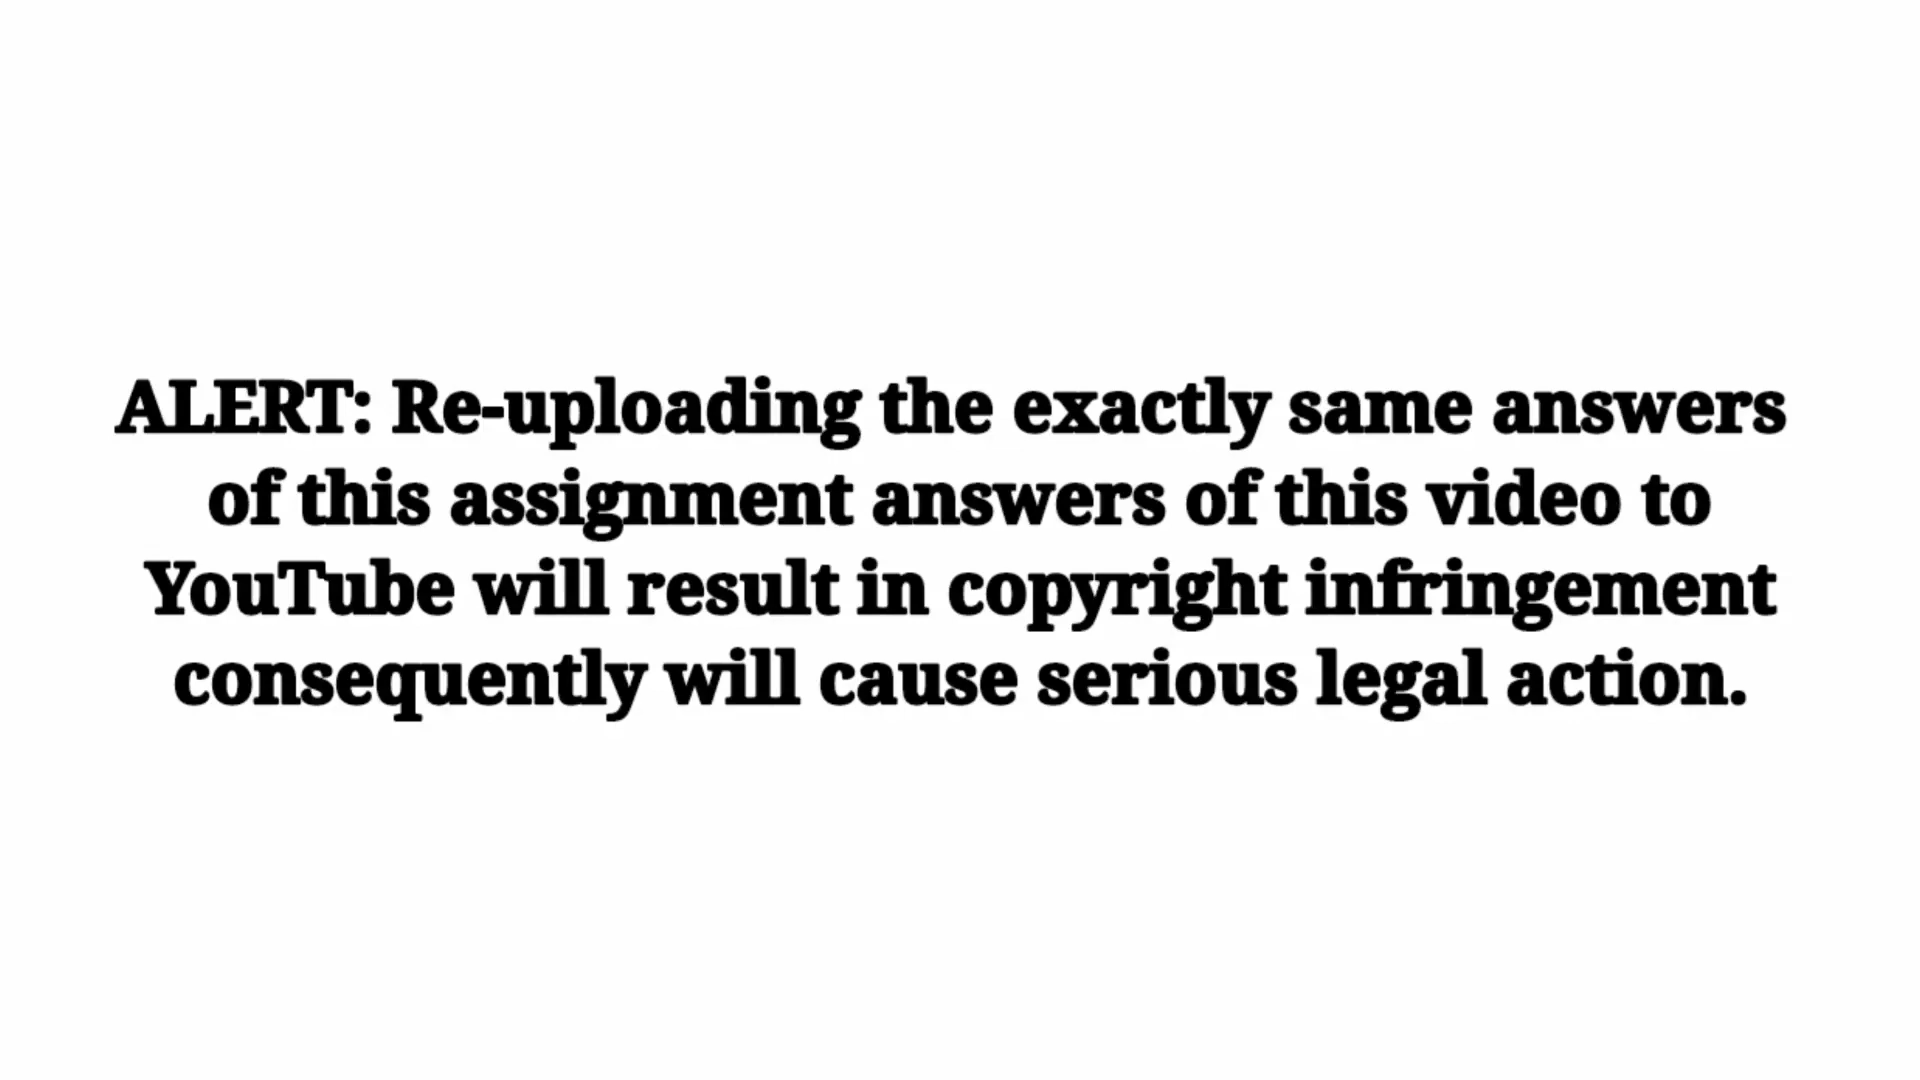 ALERT: Re-uploading the exactly same answers
of this assignment answers of this video to
YouTube will result in copyright infringement
consequently will cause serious legal action.